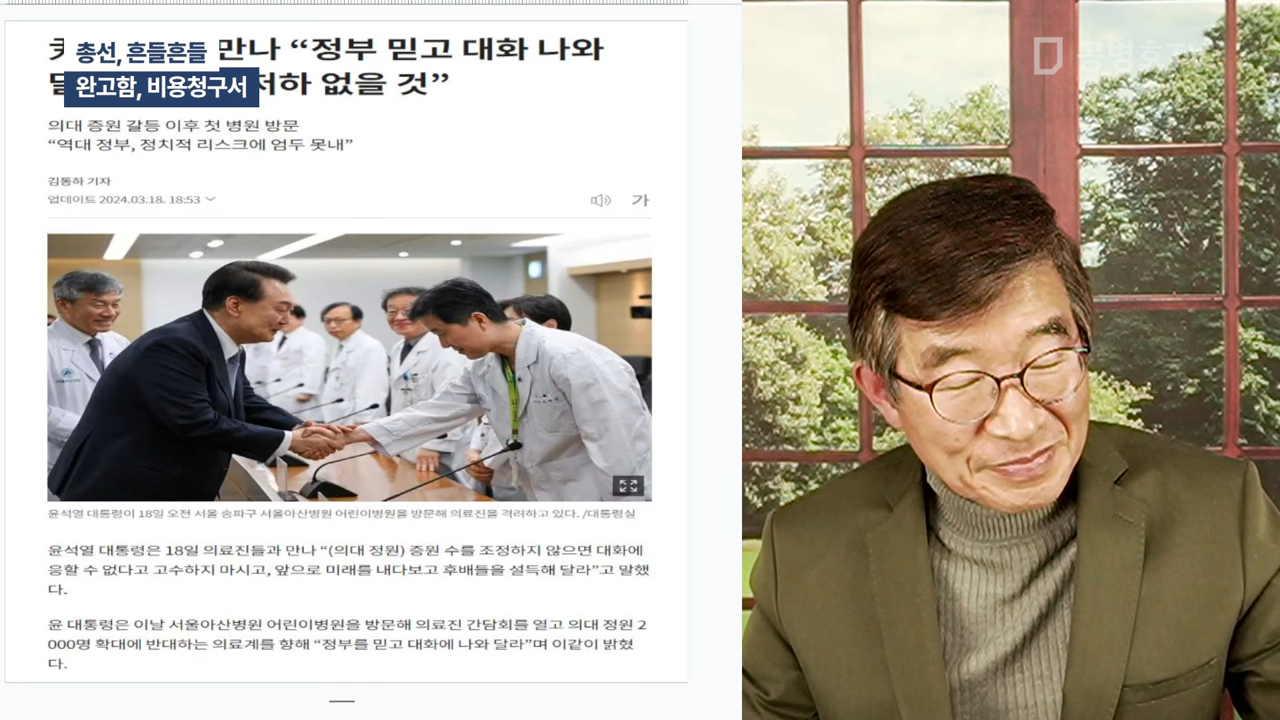 총선, 흔들흔들
완고함, 비용청구서
만나 “정부 믿고 대화 나와
저하 없을 것”
의대 증원 갈등 이후 첫 병원 방문
“역대 정부, 정치적 리스크에 엄두 못내”
김동하 기자
업데이트 2024.03.18. 18:53
가
윤석열 대통령이 18일 오전 서울 송파구 서울아산병원 어린이병원을 방문해 의료진을 격려하고 있다. /대통령실
윤석열 대통령은 18일 의료진들과 만나 “(의대 정원) 증원 수를 조정하지 않으면 대화에
응할 수 없다고 고수하지 마시고, 앞으로 미래를 내다보고 후배들을 설득해 달라”고 말했
다.
윤 대통령은 이날 서울아산병원 어린이병원을 방문해 의료진 간담회를 열고 의대 정원 2
000명 확대에 반대하는 의료계를 향해 “정부를 믿고 대화에 나와 달라”며 이같이 밝혔
다.
공병호